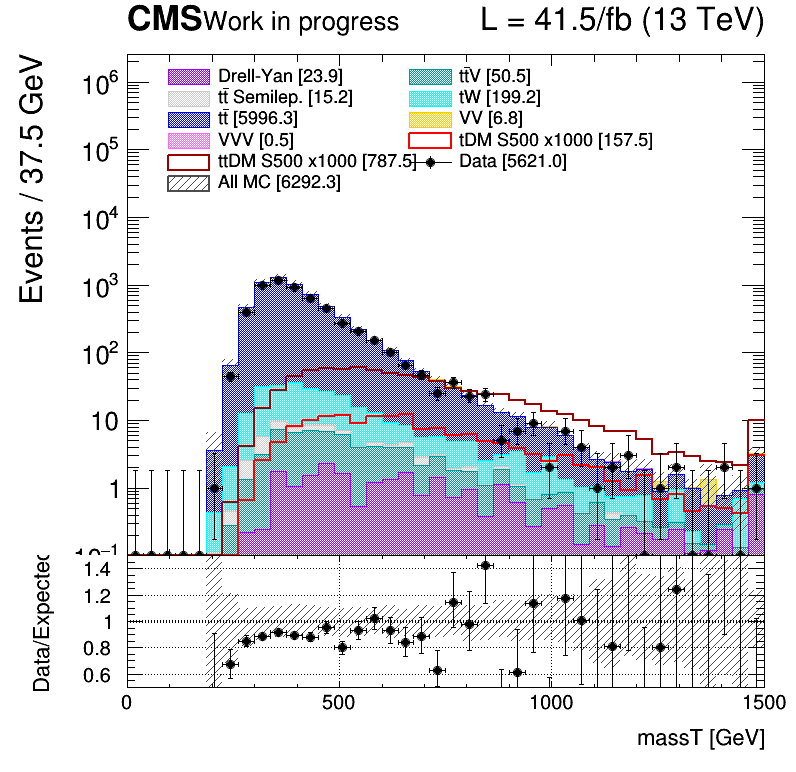 CMS Work in progress L = 41.5/fb (13 TeV)
Events / 37.5 GeV
10⁶
10⁵
10⁴
10³
10²
10
1
10⁻¹
Drell-Yan [23.9]
tt̄V [50.5]
tt̄ Semilep. [15.2]
tW [199.2]
tt̄ [5996.3]
VV [6.8]
VVV [0.5]
tDM S500 x1000 [157.5]
ttDM S500 x1000 [787.5]
Data [5621.0]
All MC [6292.3]
Data/Expected
1.4
1.2
1
0.8
0.6
0 500 1000 1500
massT [GeV]